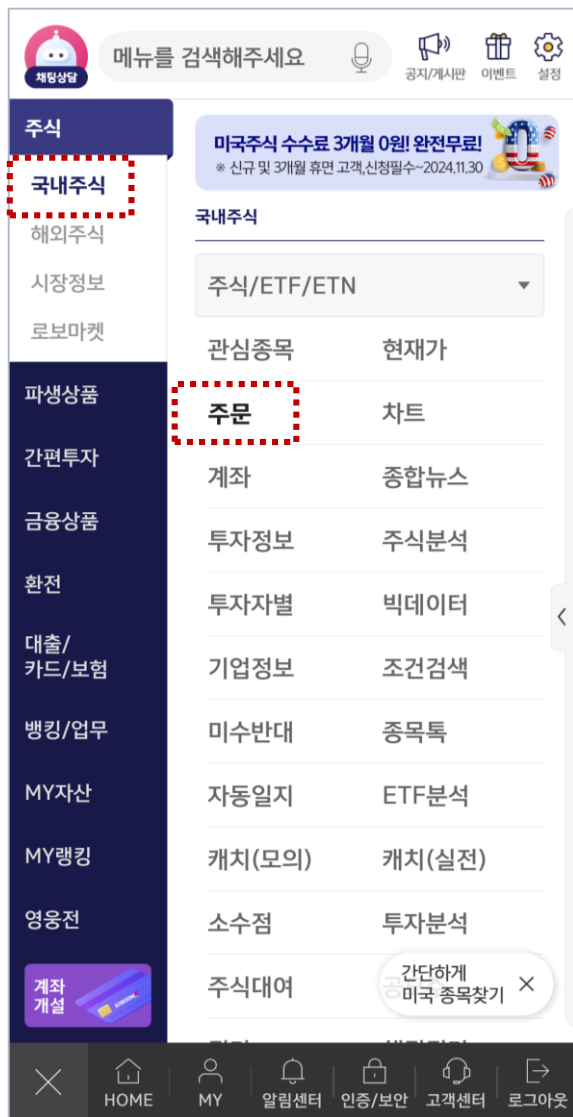 메뉴를 검색해주세요
채팅상담
공지/게시판
이벤트
설정
주식
국내주식
해외주식
시장정보
로보마켓
파생상품
간편투자
금융상품
환전
대출/
카드/보험
뱅킹/업무
MY자산
MY랭킹
영웅전
계좌
개설
미국주식 수수료 3개월 0원! 완전무료!
※ 신규 및 3개월 휴면 고객,신청필수~2024.11.30
국내주식
주식/ETF/ETN
관심종목 현재가
주문 차트
계좌 종합뉴스
투자정보 주식분석
투자자별 빅데이터
기업정보 조건검색
미수반대 종목톡
자동일지 ETF분석
캐치(모의) 캐치(실전)
소수점 투자분석
주식대여
간단하게
미국 종목찾기
HOME
MY
알림센터
인증/보안
고객센터
로그아웃